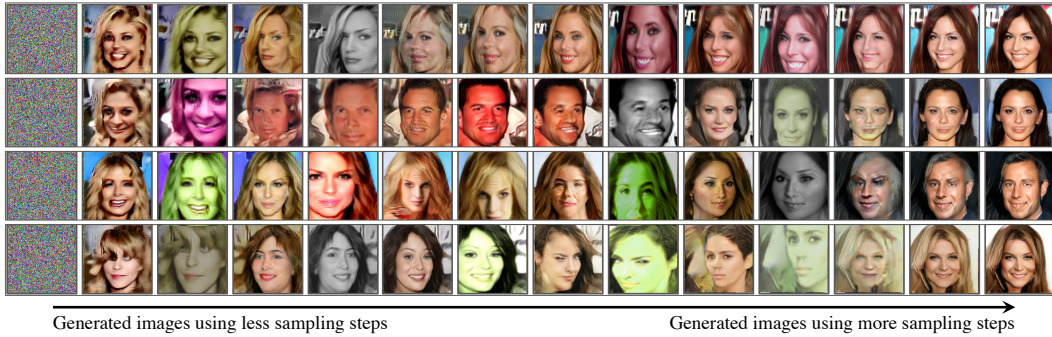 Generated images using less sampling steps
Generated images using more sampling steps